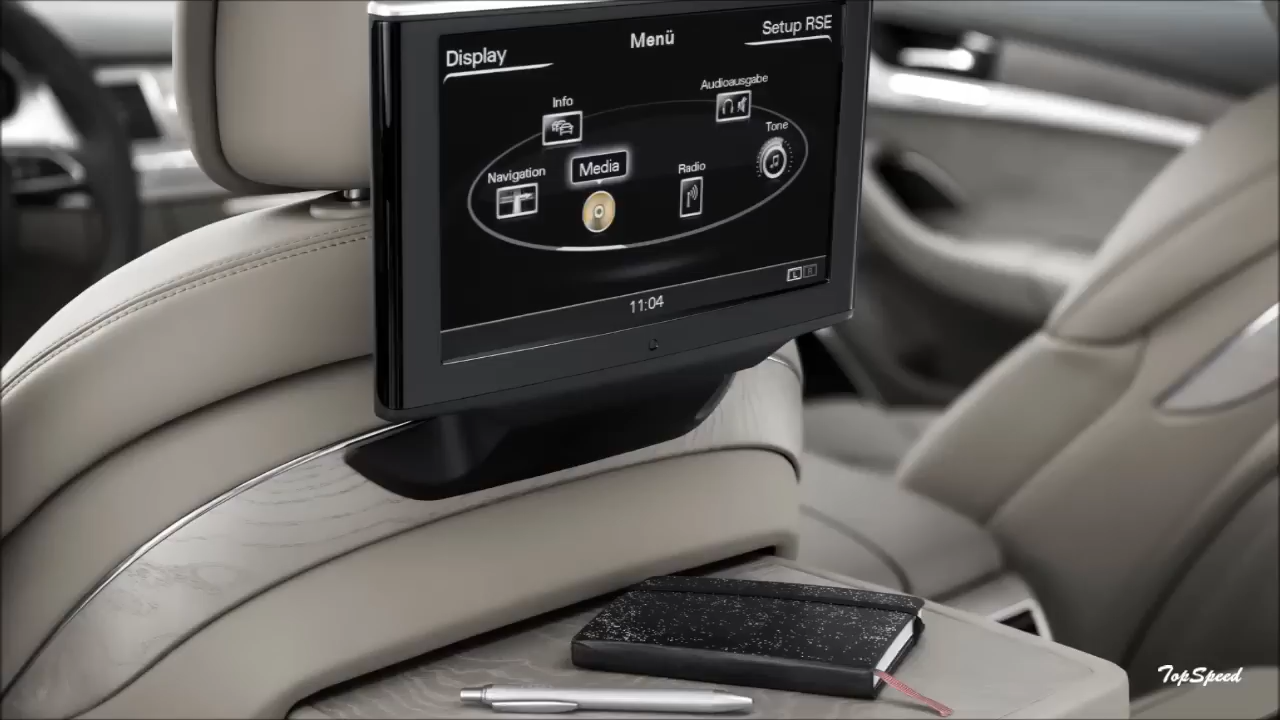 Display
Menü
Setup RSE
Info
Audioausgabe
Tone
Navigation
Media
Radio
L R
11:04
TopSpeed